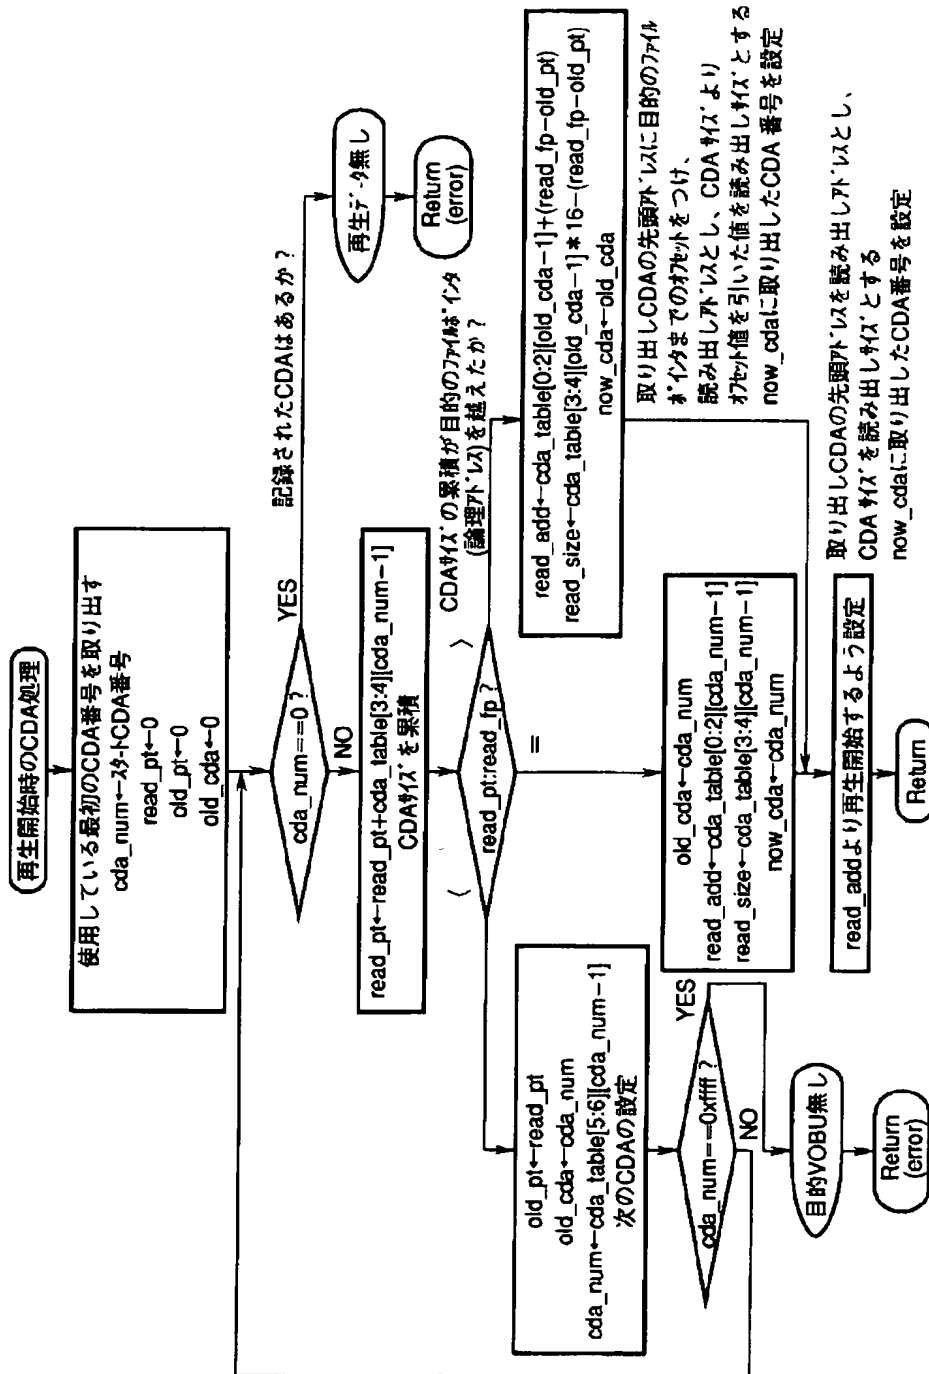 再生開始時のCDA処理
使用している最初のCDA番号を取り出す
cda_num←スタートCDA番号
read_pt←0
old_pt←0
old_cda←0
cda_num==0 ?
YES
NO
記録されたCDAはあるか？
再生データ無し
Return
(error)
read_pt←read_pt+cda_table[3:4][cda_num−1]
CDAサイズを累積
read_pt:read_fp ?
＜
＝
＞
CDAサイズの累積が目的のファイルポインタ
(論理アドレス)を越えたか？
old_pt←read_pt
old_cda←cda_num
cda_num←cda_table[5:6][cda_num−1]
次のCDAの設定
cda_num==0xfff ?
YES
NO
目的VOBU無し
Return
(error)
old_cda←cda_num
read_add←cda_table[0:2][cda_num−1]
read_size←cda_table[3:4][cda_num−1]
now_cda←cda_num
read_add←cda_table[0:2][old_cda−1]+(read_fp−old_pt)
read_size←cda_table[3:4][old_cda−1]*16−(read_fp−old_pt)
now_cda←old_cda
取り出しCDAの先頭アドレスに目的のファイル
ポインタまでのオフセットをつけ、
読み出しアドレスとし、CDAサイズより
オフセット値を引いた値を読み出しサイズとする
now_cdaに取り出したCDA番号を設定
取り出しCDAの先頭アドレスを読み出しアドレスとし、
CDAサイズを読み出しサイズとする
now_cdaに取り出したCDA番号を設定
read_addより再生開始するよう設定
Return